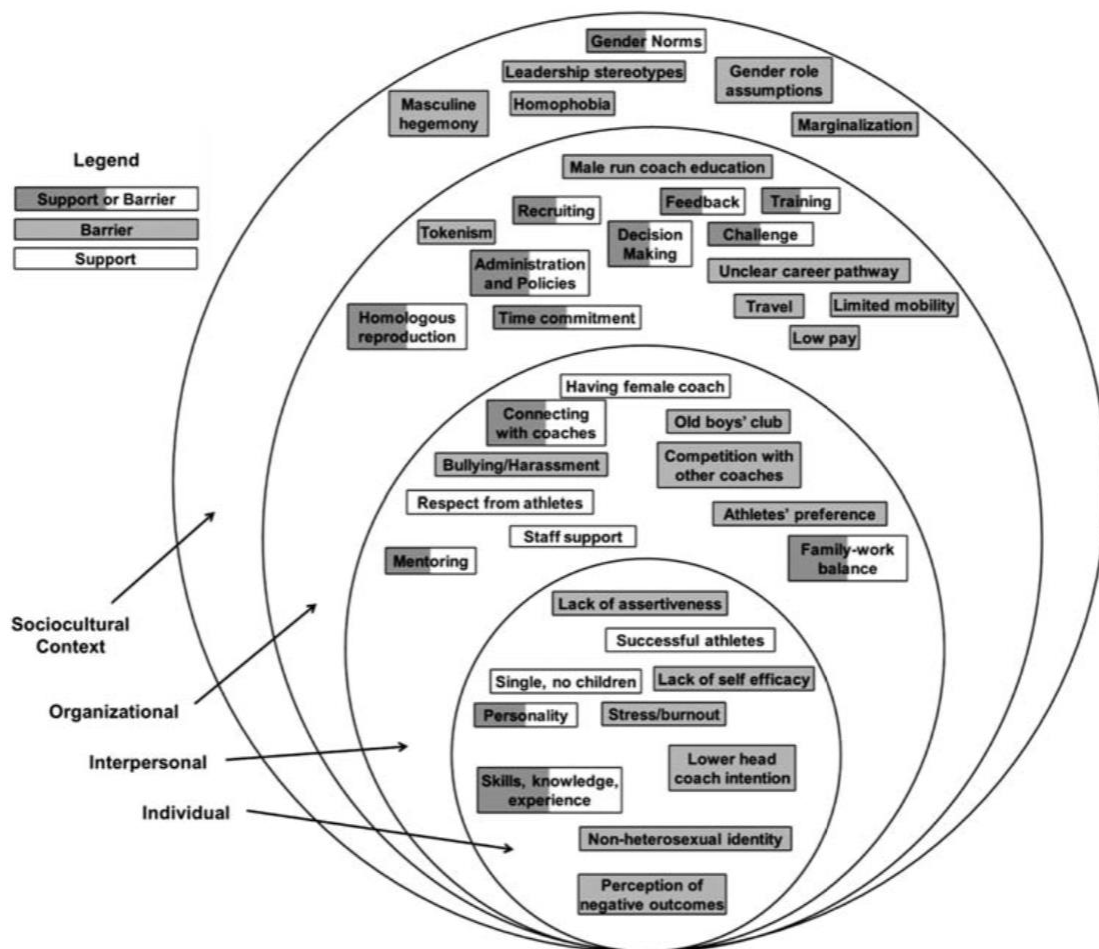 Gender Norms
Leadership stereotypes
Gender role
assumptions
Masculine
hegemony
Homophobia
Marginalization
Legend
Support or Barrier
Barrier
Support
Male run coach education
Recruiting
Feedback
Training
Tokenism
Decision
Making
Challenge
Administration
and Policies
Unclear career pathway
Homologous
reproduction
Time commitment
Travel
Limited mobility
Low pay
Having female coach
Connecting
with coaches
Old boys' club
Bullying/Harassment
Competition with
other coaches
Respect from athletes
Athletes' preference
Staff support
Mentoring
Family-work
balance
Lack of assertiveness
Successful athletes
Single, no children
Lack of self efficacy
Personality
Stress/burnout
Lower head
coach intention
Skills, knowledge,
experience
Non-heterosexual identity
Perception of
negative outcomes
Sociocultural
Context
Organizational
Interpersonal
Individual